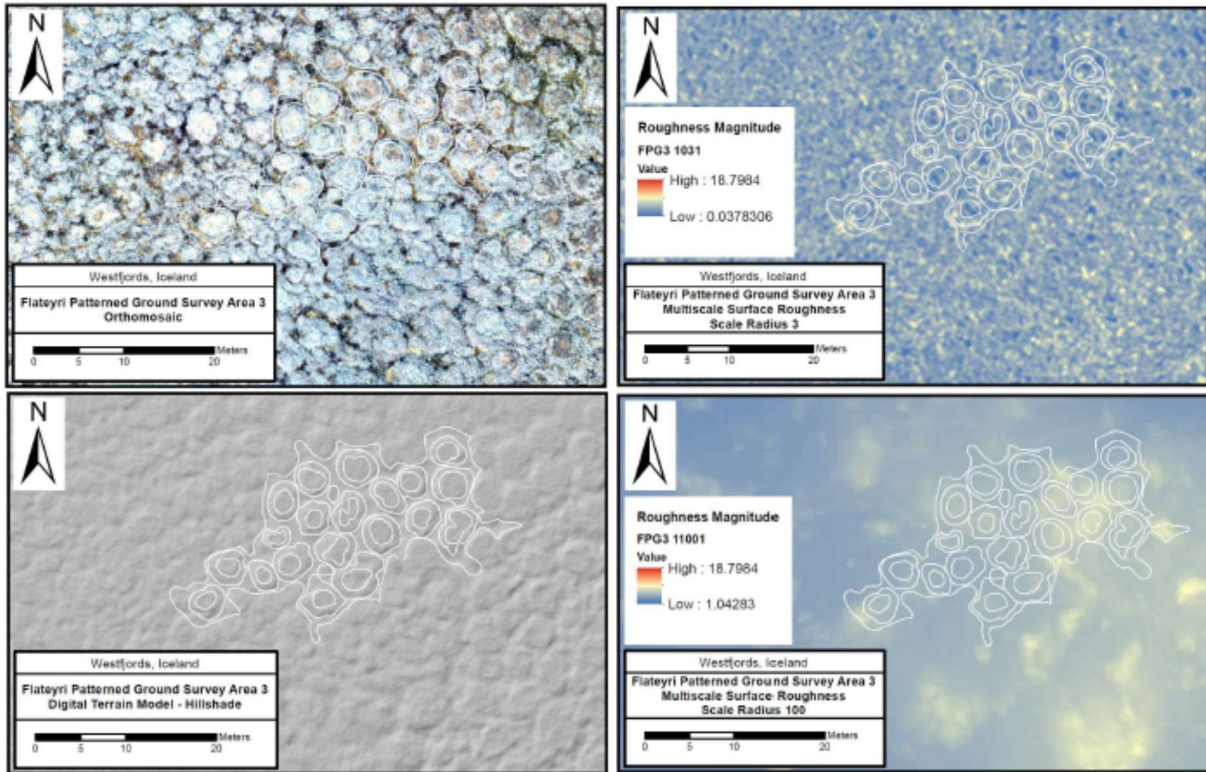 N
Westfjords, Iceland
Flateyri Patterned Ground Survey Area 3
Orthomosaic
0 5 10 20 Meters
N
Roughness Magnitude
FPG3 1031
Value
High : 18.7984
Low : 0.0378306
Westfjords, Iceland
Flateyri Patterned Ground Survey Area 3
Multiscale Surface Roughness
Scale Radius 3
0 5 10 20 Meters
N
Westfjords, Iceland
Flateyri Patterned Ground Survey Area 3
Digital Terrain Model - Hillshade
0 5 10 20 Meters
N
Roughness Magnitude
FPG3 11001
Value
High : 18.7984
Low : 1.04283
Westfjords, Iceland
Flateyri Patterned Ground Survey Area 3
Multiscale Surface Roughness
Scale Radius 100
0 5 10 20 Meters